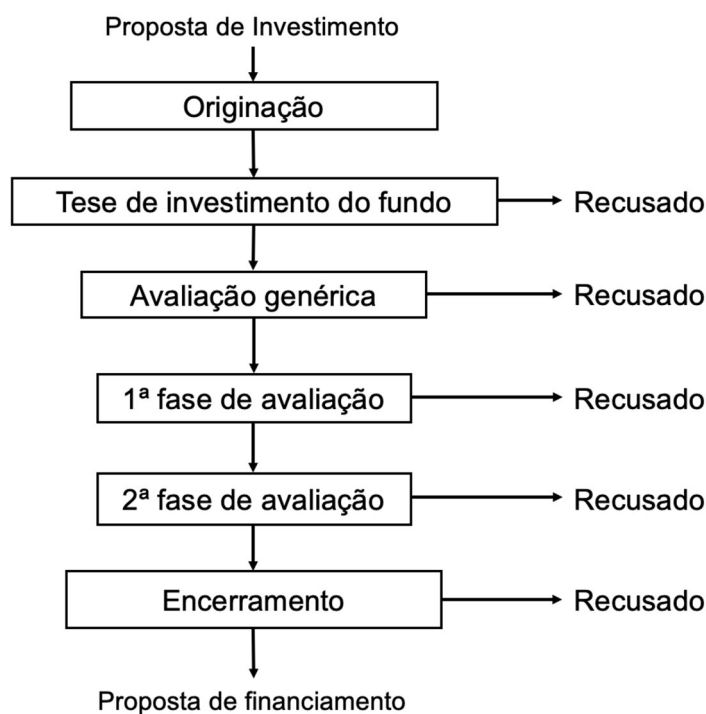 Proposta de Investimento
Originação
Tese de investimento do fundo
Recusado
Avaliação genérica
Recusado
1ª fase de avaliação
Recusado
2ª fase de avaliação
Recusado
Encerramento
Recusado
Proposta de financiamento